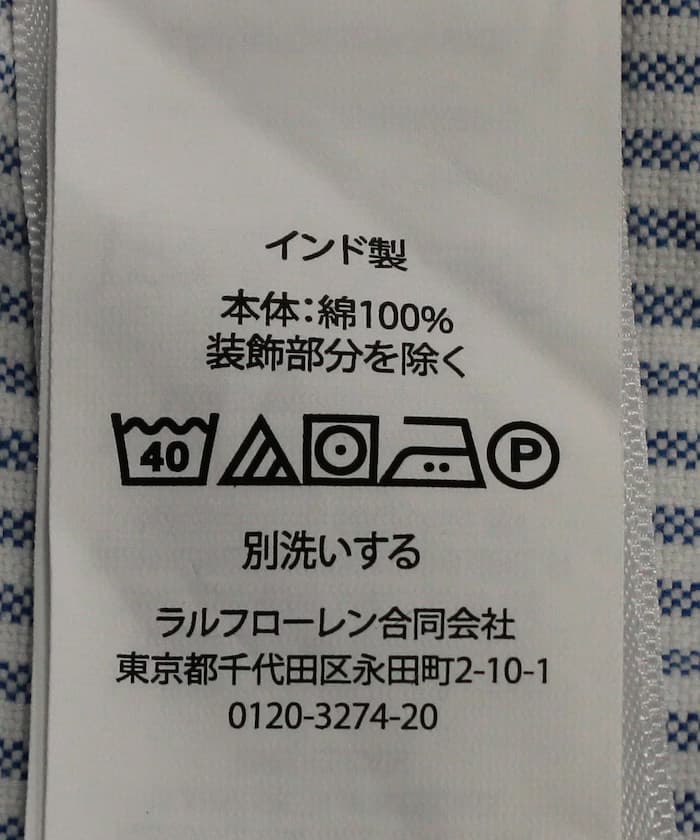 インド製
本体:綿100%
装飾部分を除く
40 P
別洗いする
ラルフローレン合同会社
東京都千代田区永田町2-10-1
0120-3274-20